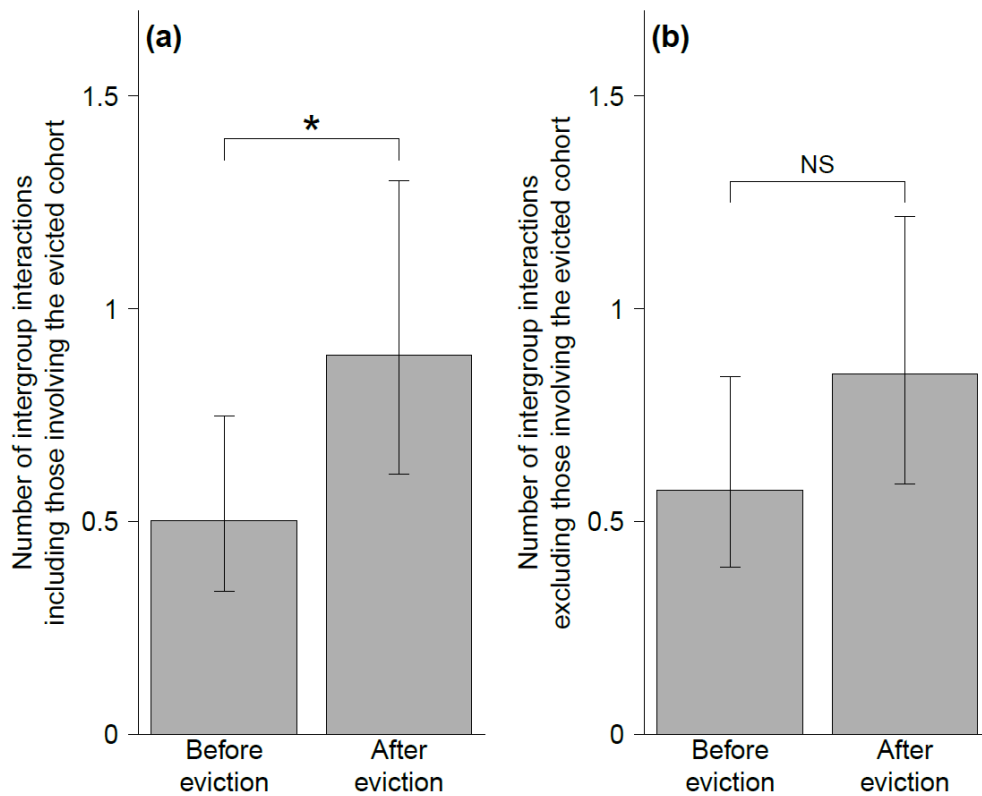 (a)
Number of intergroup interactions
including those involving the evicted cohort
1.5
1
0.5
0
*
Before
eviction
After
eviction
(b)
Number of intergroup interactions
excluding those involving the evicted cohort
1.5
1
0.5
0
NS
Before
eviction
After
eviction